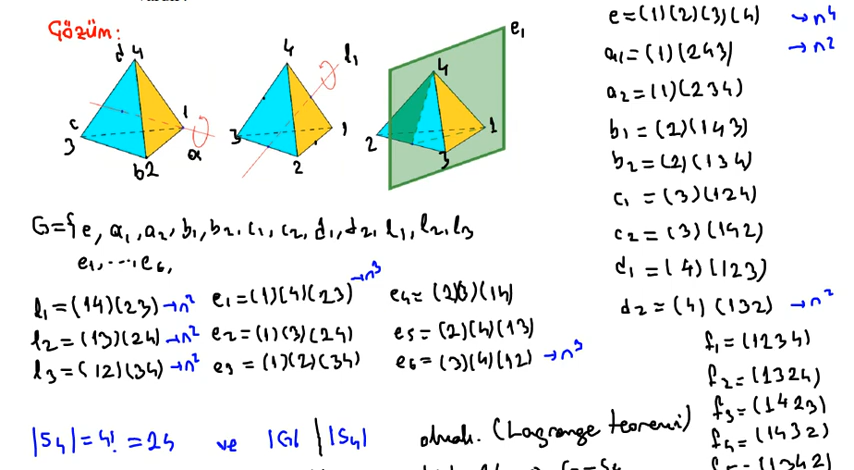 Çözüm:
d 4
c
3
1
a
b2
4
l₁
3
1
2
e₁
4
2
1
3
G={e, a₁, a₂, b₁, b₂, c₁, c₂, d₁, d₂, l₁, l₂, l₃
e₁, ..., e₆,
l₁=(14)(23) →n² e₁=(1)(4)(23) →n³ e₄=(2)(3)(14)
l₂=(13)(24) →n² e₂=(1)(3)(24) e₅=(2)(4)(13)
l₃=(12)(34) →n² e₃=(1)(2)(34) e₆=(3)(4)(12) →n³
|S₄|=4! =24 ve |G| | |S₄| olmalı. (Lagrange teoremi)
e=(1)(2)(3)(4) →n⁴
a₁=(1)(243) →n²
a₂=(1)(234)
b₁=(2)(143)
b₂=(2)(134)
c₁=(3)(124)
c₂=(3)(142)
d₁=(4)(123)
d₂=(4)(132) →n²
f₁=(1234)
f₂=(1324)
f₃=(1423)
f₄=(1432)
(1342)